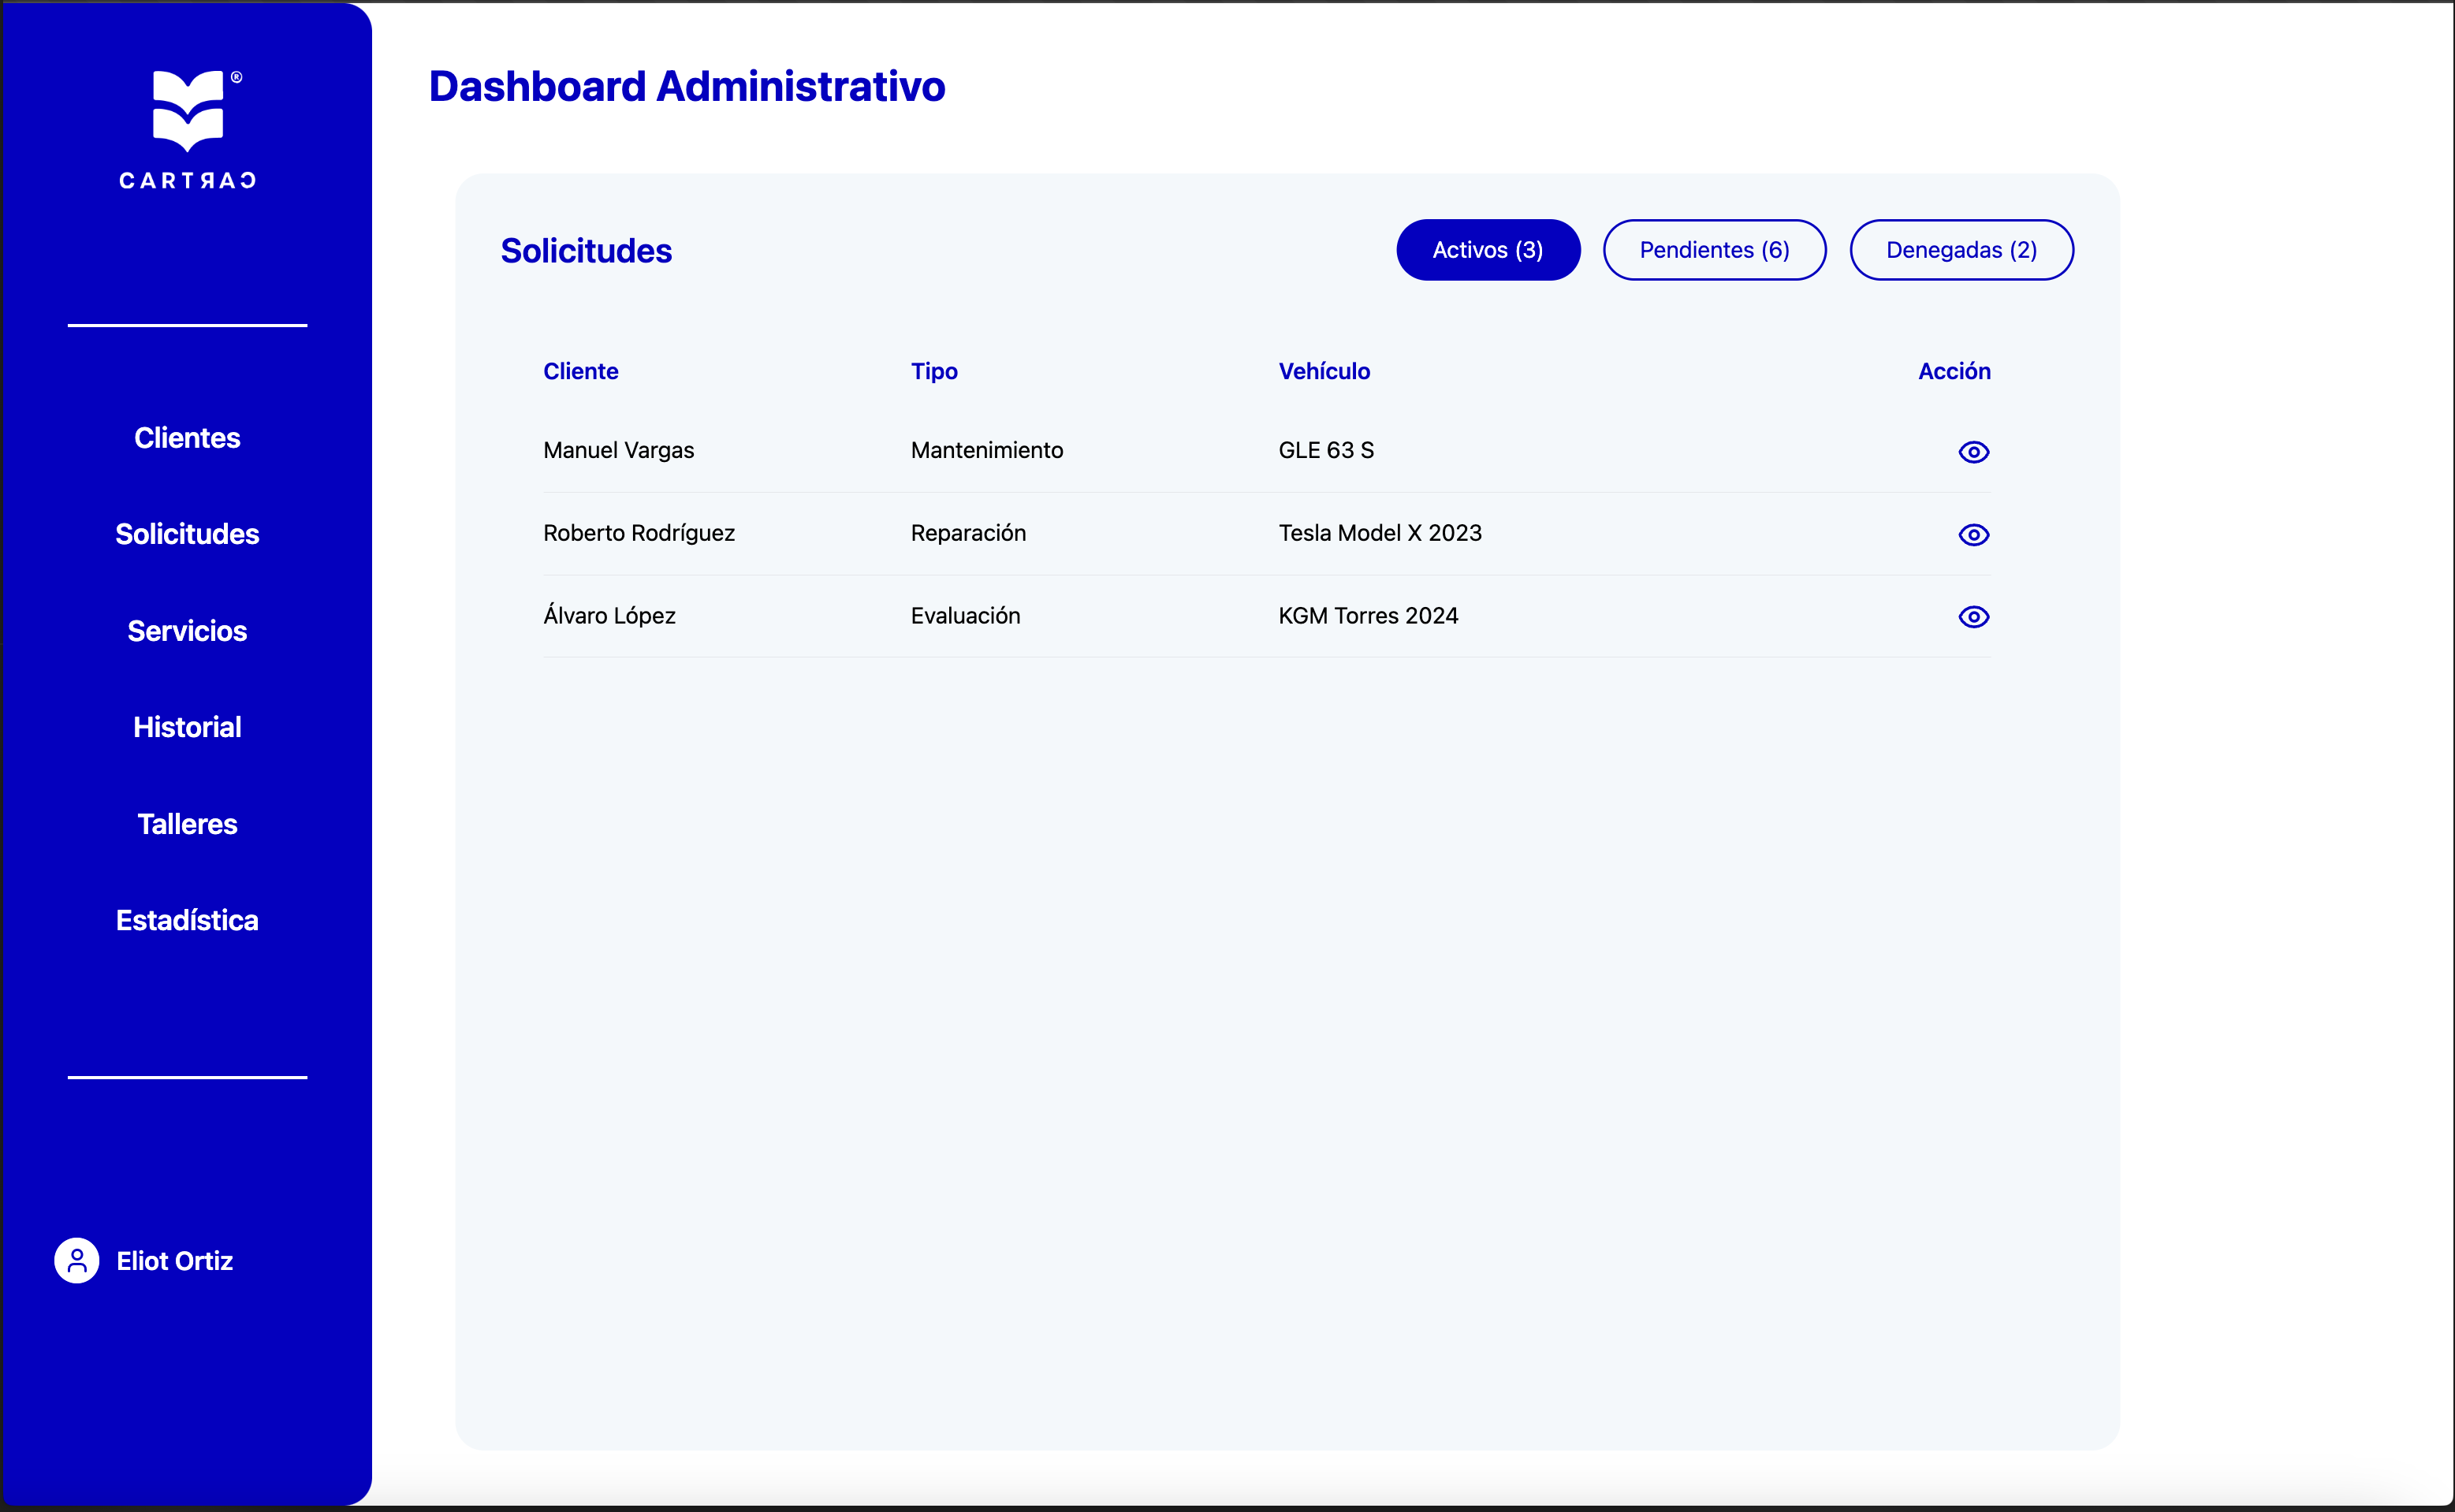 ®
CARTЯAƆ
Dashboard Administrativo
Solicitudes
Activos (3)
Pendientes (6)
Denegadas (2)
Cliente Tipo Vehículo Acción
Manuel Vargas Mantenimiento GLE 63 S
Roberto Rodríguez Reparación Tesla Model X 2023
Álvaro López Evaluación KGM Torres 2024
Clientes
Solicitudes
Servicios
Historial
Talleres
Estadística
Eliot Ortiz